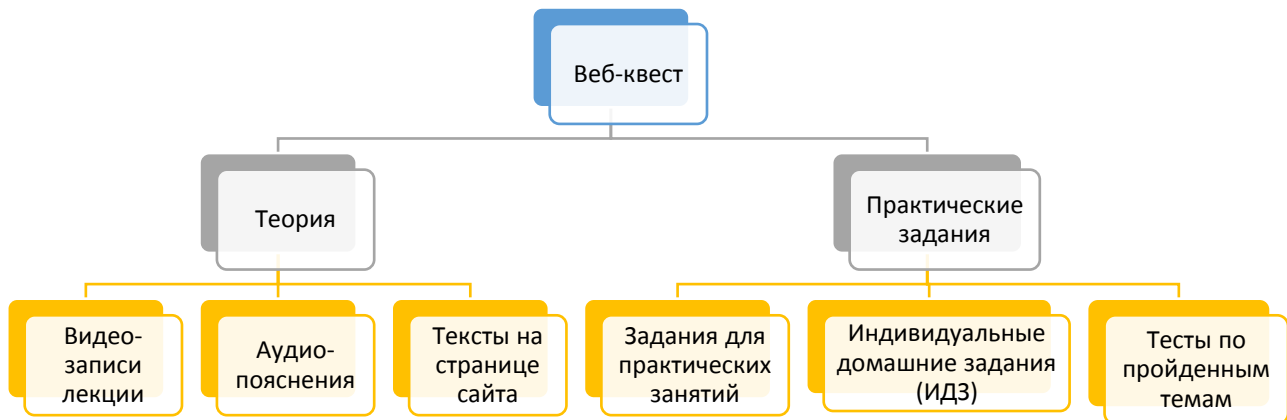 Веб-квест
Теория
Практические
задания
Видео-
записи
лекции
Аудио-
пояснения
Тексты на
странице
сайта
Задания для
практических
занятий
Индивидуальные
домашние задания
(ИДЗ)
Тесты по
пройденным
темам